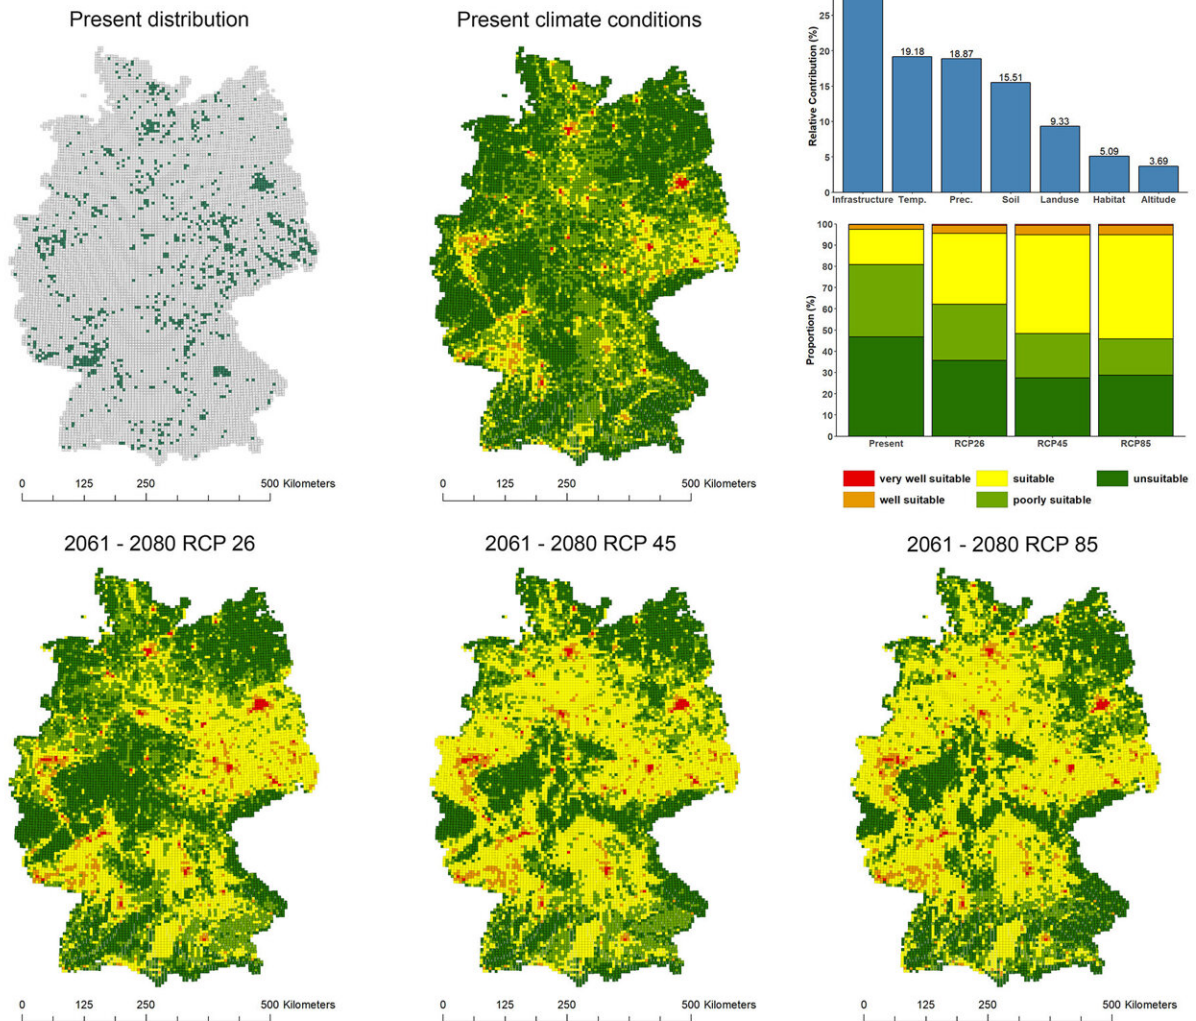 Present distribution
Present climate conditions
0 125 250 500 Kilometers
0 125 250 500 Kilometers
Relative Contribution (%)
25
20
15
10
5
0
19.18
18.87
15.51
9.33
5.09
3.69
Infrastructure Temp. Prec. Soil Landuse Habitat Altitude
Proportion (%)
100
90
80
70
60
50
40
30
20
10
0
Present RCP26 RCP45 RCP85
very well suitable suitable unsuitable
well suitable poorly suitable
2061 - 2080 RCP 26
2061 - 2080 RCP 45
2061 - 2080 RCP 85
0 125 250 500 Kilometers
0 125 250 500 Kilometers
0 125 250 500 Kilometers